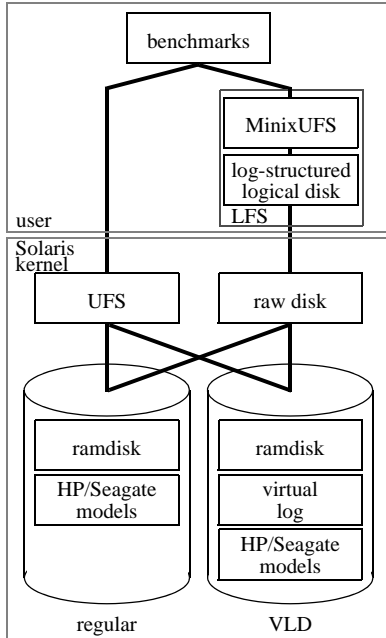 benchmarks
MinixUFS
log-structured
logical disk
user
LFS
Solaris
kernel
UFS
raw disk
ramdisk
HP/Seagate
models
ramdisk
virtual
log
HP/Seagate
models
regular
VLD